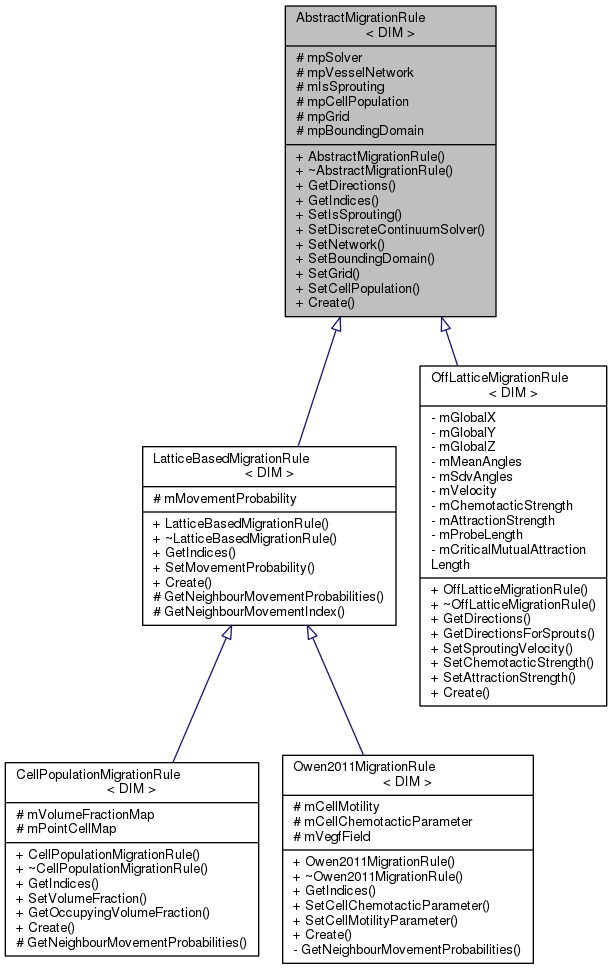 AbstractMigrationRule
< DIM >
# mpSolver
# mpVesselNetwork
# mIsSprouting
# mpCellPopulation
# mpGrid
# mpBoundingDomain
+ AbstractMigrationRule()
+ ~AbstractMigrationRule()
+ GetDirections()
+ GetIndices()
+ SetIsSprouting()
+ SetDiscreteContinuumSolver()
+ SetNetwork()
+ SetBoundingDomain()
+ SetGrid()
+ SetCellPopulation()
+ Create()
OffLatticeMigrationRule
< DIM >
- mGlobalX
- mGlobalY
- mGlobalZ
- mMeanAngles
- mSdvAngles
- mVelocity
- mChemotacticStrength
- mAttractionStrength
- mProbeLength
- mCriticalMutualAttraction
Length
+ OffLatticeMigrationRule()
+ ~OffLatticeMigrationRule()
+ GetDirections()
+ GetDirectionsForSprouts()
+ SetSproutingVelocity()
+ SetChemotacticStrength()
+ SetAttractionStrength()
+ Create()
LatticeBasedMigrationRule
< DIM >
# mMovementProbability
+ LatticeBasedMigrationRule()
+ ~LatticeBasedMigrationRule()
+ GetIndices()
+ SetMovementProbability()
+ Create()
# GetNeighbourMovementProbabilities()
# GetNeighbourMovementIndex()
CellPopulationMigrationRule
< DIM >
# mVolumeFractionMap
# mPointCellMap
+ CellPopulationMigrationRule()
+ ~CellPopulationMigrationRule()
+ GetIndices()
+ SetVolumeFraction()
+ GetOccupyingVolumeFraction()
+ Create()
# GetNeighbourMovementProbabilities()
Owen2011MigrationRule
< DIM >
# mCellMotility
# mCellChemotacticParameter
# mVegfField
+ Owen2011MigrationRule()
+ ~Owen2011MigrationRule()
+ GetIndices()
+ SetCellChemotacticParameter()
+ SetCellMotilityParameter()
+ Create()
- GetNeighbourMovementProbabilities()